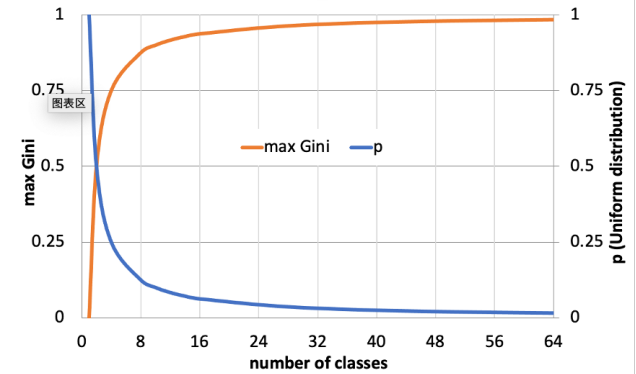 1
0.75
0.5
0.25
0
max Gini
图表区
max Gini
p
1
0.75
0.5
0.25
0
p (Uniform distribution)
0 8 16 24 32 40 48 56 64
number of classes